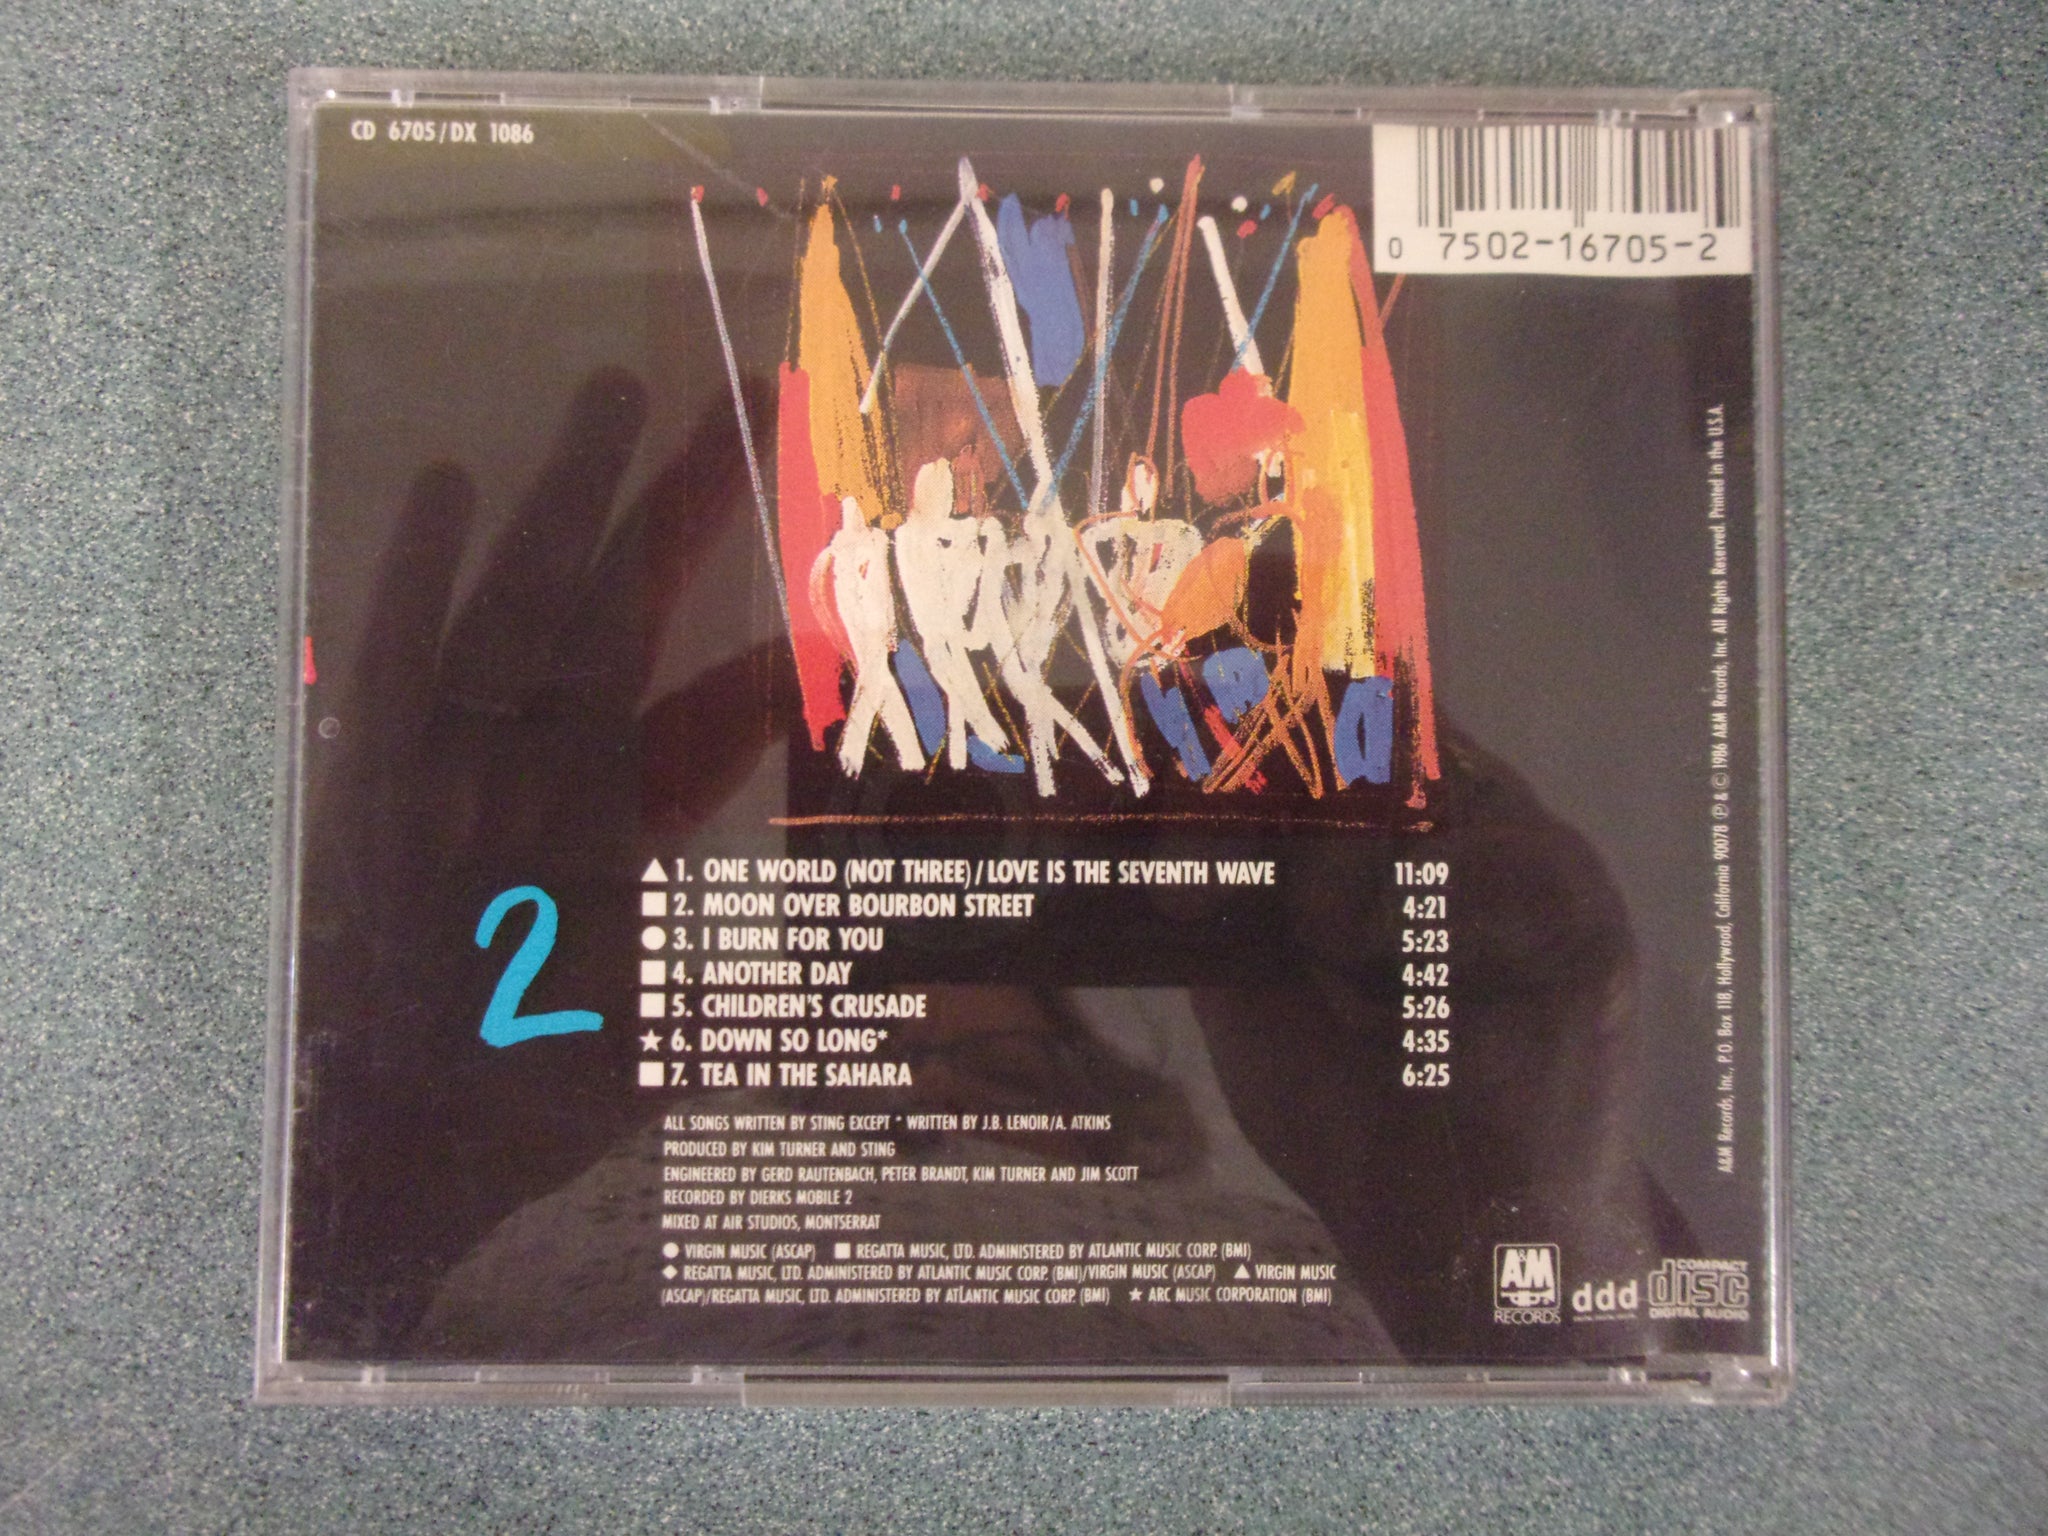 CD 6705/DX 1086
0 7502-16705-2
▲ 1. ONE WORLD (NOT THREE)/LOVE IS THE SEVENTH WAVE 11:09
■ 2. MOON OVER BOURBON STREET 4:21
● 3. I BURN FOR YOU 5:23
■ 4. ANOTHER DAY 4:42
■ 5. CHILDREN'S CRUSADE 5:26
★ 6. DOWN SO LONG* 4:35
■ 7. TEA IN THE SAHARA 6:25
2
ALL SONGS WRITTEN BY STING EXCEPT * WRITTEN BY J.B. LENOIR/A. ATKINS
PRODUCED BY KIM TURNER AND STING
ENGINEERED BY GERD RAUTENBACH, PETER BRANDT, KIM TURNER AND JIM SCOTT
RECORDED BY DIERKS MOBILE 2
MIXED AT AIR STUDIOS, MONTSERRAT
● VIRGIN MUSIC (ASCAP) ■ REGATTA MUSIC, LTD. ADMINISTERED BY ATLANTIC MUSIC CORP. (BMI)
◆ REGATTA MUSIC, LTD. ADMINISTERED BY ATLANTIC MUSIC CORP. (BMI)/VIRGIN MUSIC (ASCAP) ▲ VIRGIN MUSIC
(ASCAP)/REGATTA MUSIC, LTD. ADMINISTERED BY ATLANTIC MUSIC CORP. (BMI) ★ ARC MUSIC CORPORATION (BMI)
A&M Records, Inc., P.O. Box 118, Hollywood, California 90078 ℗ & © 1986 A&M Records, Inc. All Rights Reserved. Printed in the U.S.A.
A&M
RECORDS
ddd
COMPACT
disc
DIGITAL AUDIO